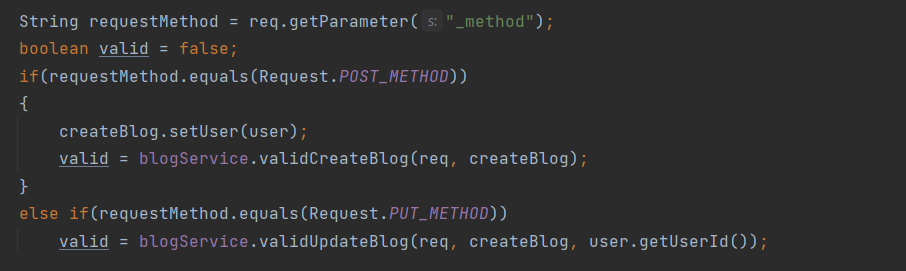 String requestMethod = req.getParameter( s: "_method");
boolean valid = false;
if(requestMethod.equals(Request.POST_METHOD))
{
    createBlog.setUser(user);
    valid = blogService.validCreateBlog(req, createBlog);
}
else if(requestMethod.equals(Request.PUT_METHOD))
    valid = blogService.validUpdateBlog(req, createBlog, user.getUserId());